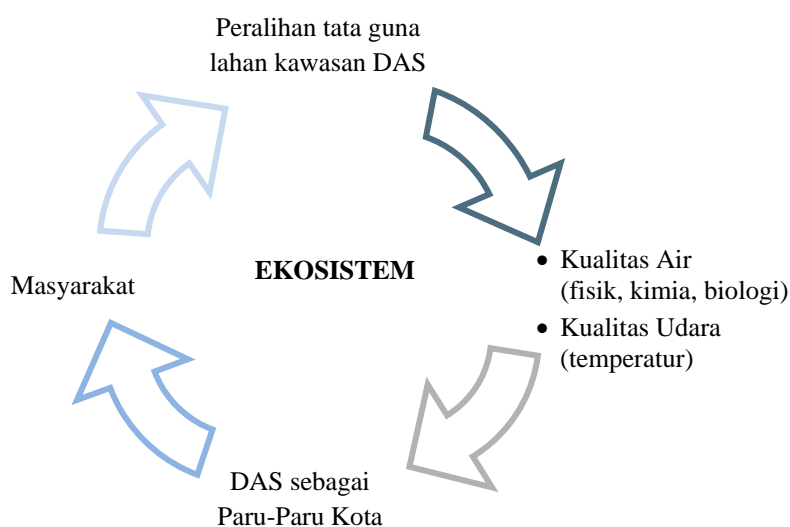 Peralihan tata guna
lahan kawasan DAS
EKOSISTEM
• Kualitas Air
(fisik, kimia, biologi)
• Kualitas Udara
(temperatur)
Masyarakat
DAS sebagai
Paru-Paru Kota